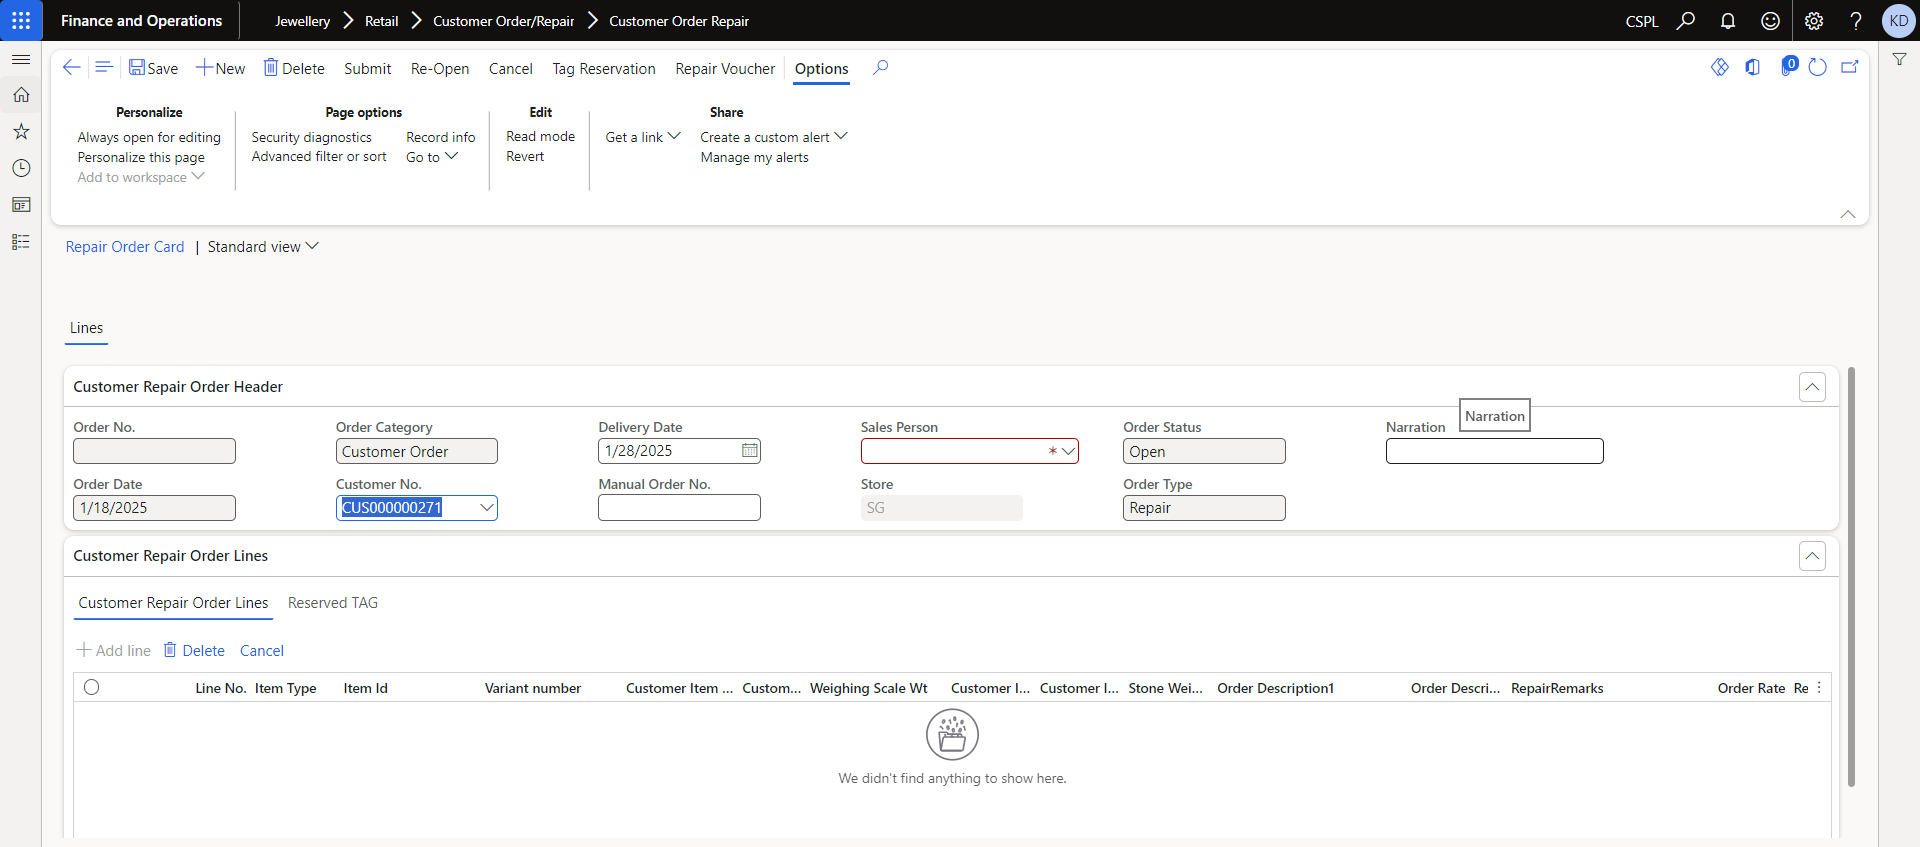 Finance and Operations
Jewellery
Retail
Customer Order/Repair
Customer Order Repair
CSPL
KD
Save
New
Delete
Submit
Re-Open
Cancel
Tag Reservation
Repair Voucher
Options
0
Personalize
Always open for editing
Personalize this page
Add to workspace
Page options
Security diagnostics
Advanced filter or sort
Record info
Go to
Edit
Read mode
Revert
Get a link
Share
Create a custom alert
Manage my alerts
Repair Order Card | Standard view
Lines
Customer Repair Order Header
Order No.
Order Date
1/18/2025
Order Category
Customer Order
Customer No.
CUS000000271
Delivery Date
1/28/2025
Manual Order No.
Sales Person
*
Store
SG
Order Status
Open
Order Type
Repair
Narration
Narration
Customer Repair Order Lines
Customer Repair Order Lines Reserved TAG
Add line Delete Cancel
Line No. Item Type Item Id Variant number Customer Item ... Custom... Weighing Scale Wt Customer I... Customer I... Stone Wei... Order Description1 Order Descri... RepairRemarks Order Rate Re
We didn't find anything to show here.